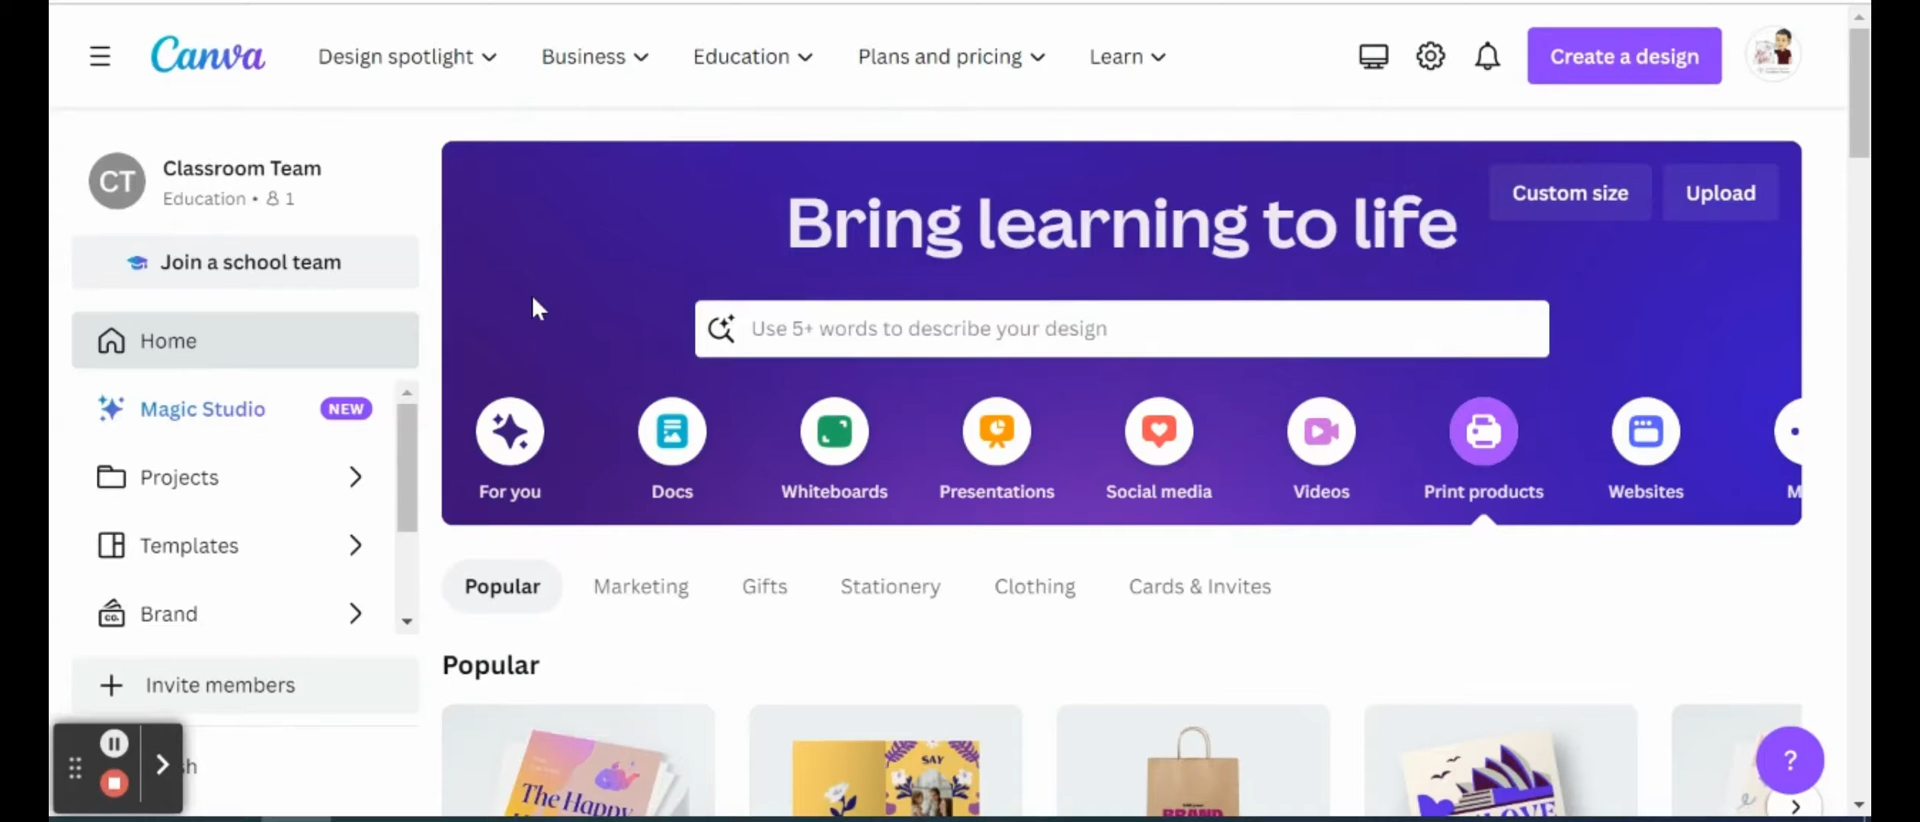 Canva
Design spotlight
Business
Education
Plans and pricing
Learn
Create a design
CT
Classroom Team
Education • 1
Join a school team
Home
Magic Studio NEW
Projects
Templates
Brand
Invite members
Bring learning to life
Custom size
Upload
Use 5+ words to describe your design
For you
Docs
Whiteboards
Presentations
Social media
Videos
Print products
Websites
Popular
Marketing
Gifts
Stationery
Clothing
Cards & Invites
Popular
The Happy
SAY
BRAND
LOVE
?